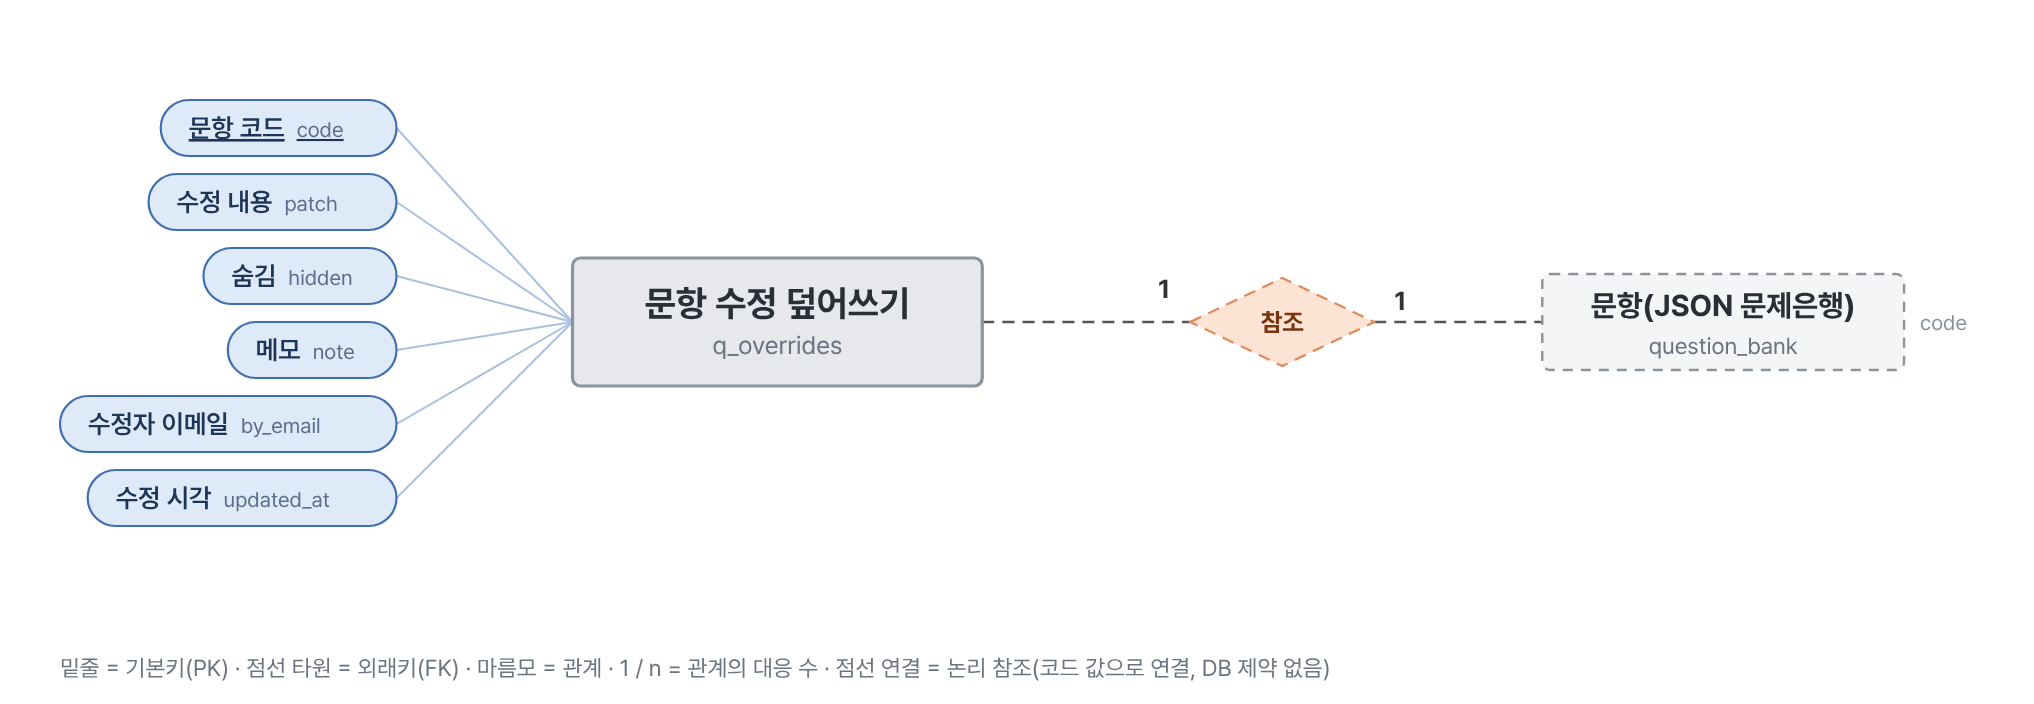 문항 코드 code
수정 내용 patch
숨김 hidden
메모 note
수정자 이메일 by_email
수정 시각 updated_at
문항 수정 덮어쓰기
q_overrides
1
참조
1
문항(JSON 문제은행)
question_bank
code
밑줄 = 기본키(PK) · 점선 타원 = 외래키(FK) · 마름모 = 관계 · 1 / n = 관계의 대응 수 · 점선 연결 = 논리 참조(코드 값으로 연결, DB 제약 없음)